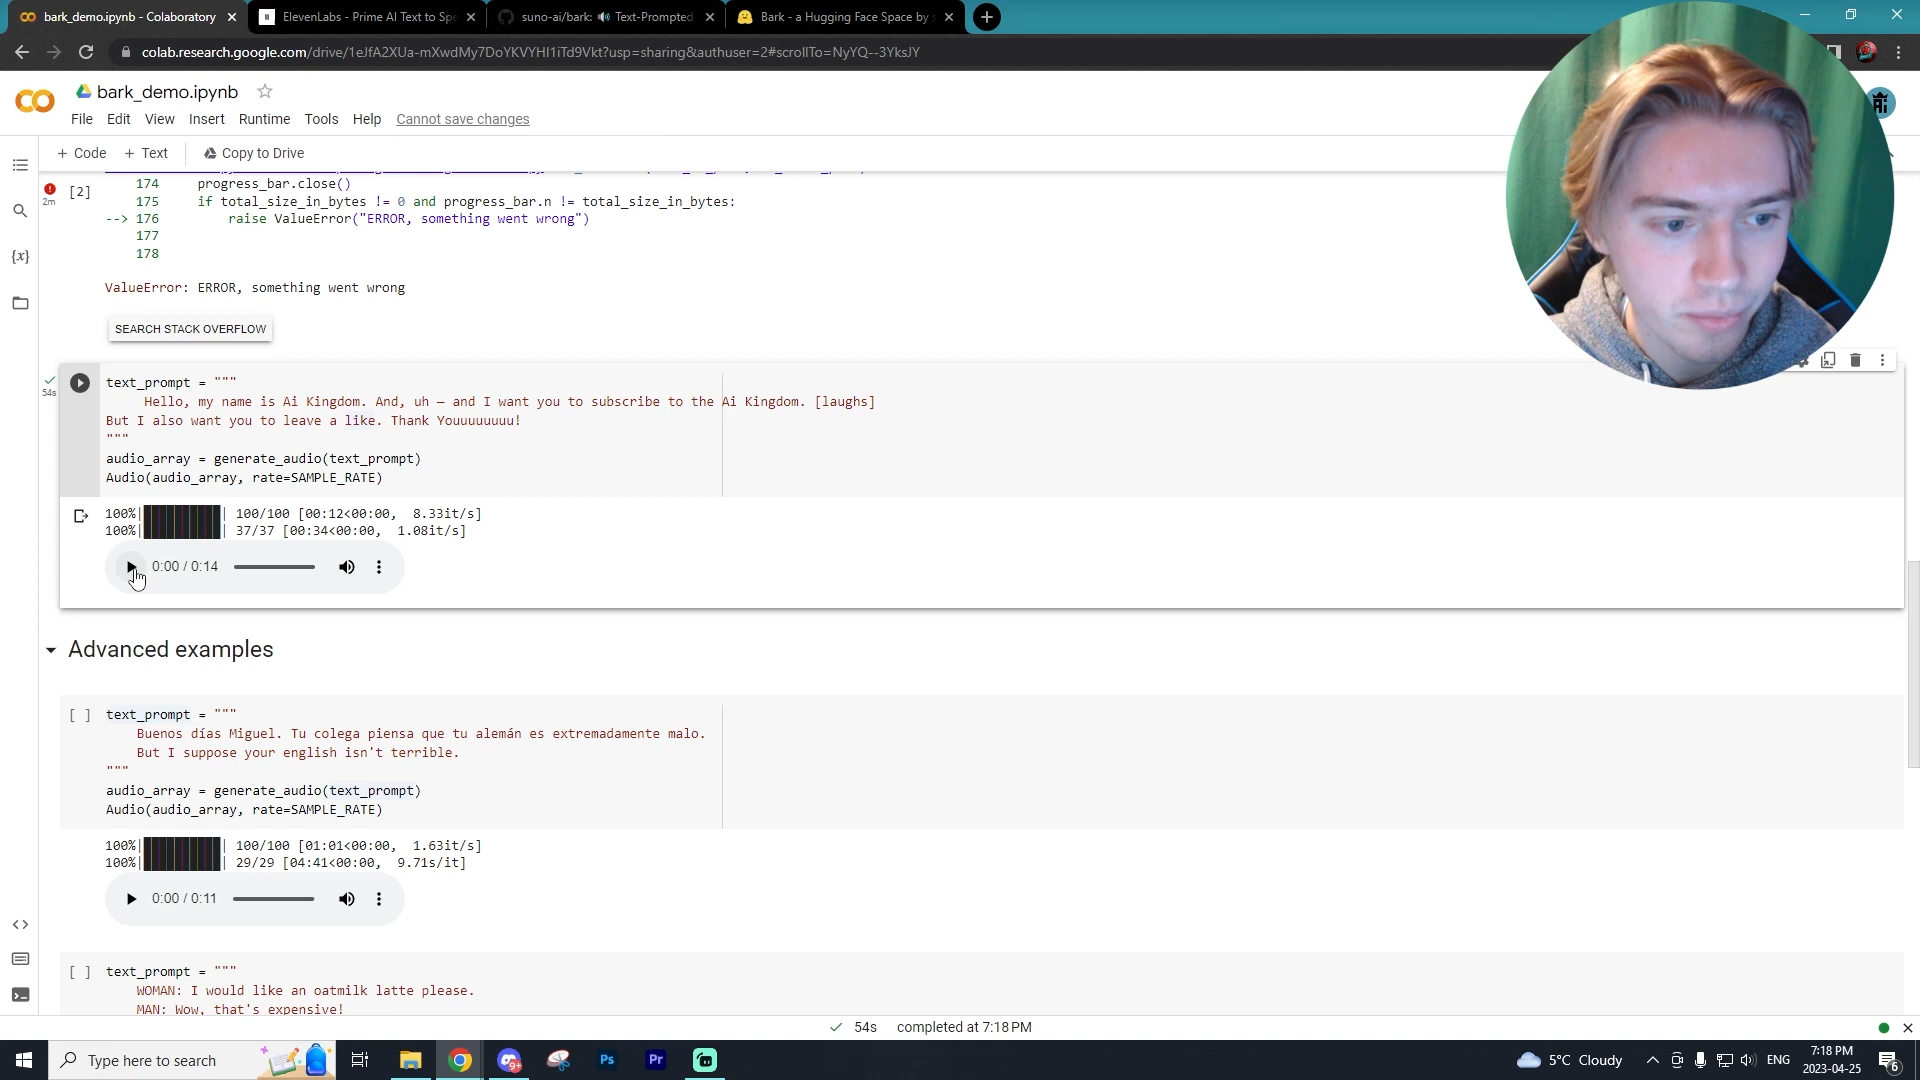 bark_demo.ipynb - Colaboratory
ElevenLabs - Prime AI Text to Spe
suno-ai/bark: 🔊 Text-Prompted
Bark - a Hugging Face Space by s
colab.research.google.com/drive/1eJfA2XUa-mXwdMy7DoYKVYHI1iTd9Vkt?usp=sharing&authuser=2#scrollTo=NyYQ--3YksJY
bark_demo.ipynb
File Edit View Insert Runtime Tools Help Cannot save changes
+ Code + Text Copy to Drive
[2]
2m
174 progress_bar.close()
175 if total_size_in_bytes != 0 and progress_bar.n != total_size_in_bytes:
--> 176 raise ValueError("ERROR, something went wrong")
177
178
ValueError: ERROR, something went wrong
SEARCH STACK OVERFLOW
54s
text_prompt = """
Hello, my name is Ai Kingdom. And, uh — and I want you to subscribe to the Ai Kingdom. [laughs]
But I also want you to leave a like. Thank Youuuuuuuu!
"""
audio_array = generate_audio(text_prompt)
Audio(audio_array, rate=SAMPLE_RATE)
100%|██████████| 100/100 [00:12<00:00, 8.33it/s]
100%|██████████| 37/37 [00:34<00:00, 1.08it/s]
0:00 / 0:14
Advanced examples
[ ] text_prompt = """
Buenos días Miguel. Tu colega piensa que tu alemán es extremadamente malo.
But I suppose your english isn't terrible.
"""
audio_array = generate_audio(text_prompt)
Audio(audio_array, rate=SAMPLE_RATE)
100%|██████████| 100/100 [01:01<00:00, 1.63it/s]
100%|██████████| 29/29 [04:41<00:00, 9.71s/it]
0:00 / 0:11
[ ] text_prompt = """
WOMAN: I would like an oatmilk latte please.
MAN: Wow, that's expensive!
54s completed at 7:18 PM
Type here to search
9+
Ps
Pr
5°C Cloudy
ENG
7:18 PM
2023-04-25
6